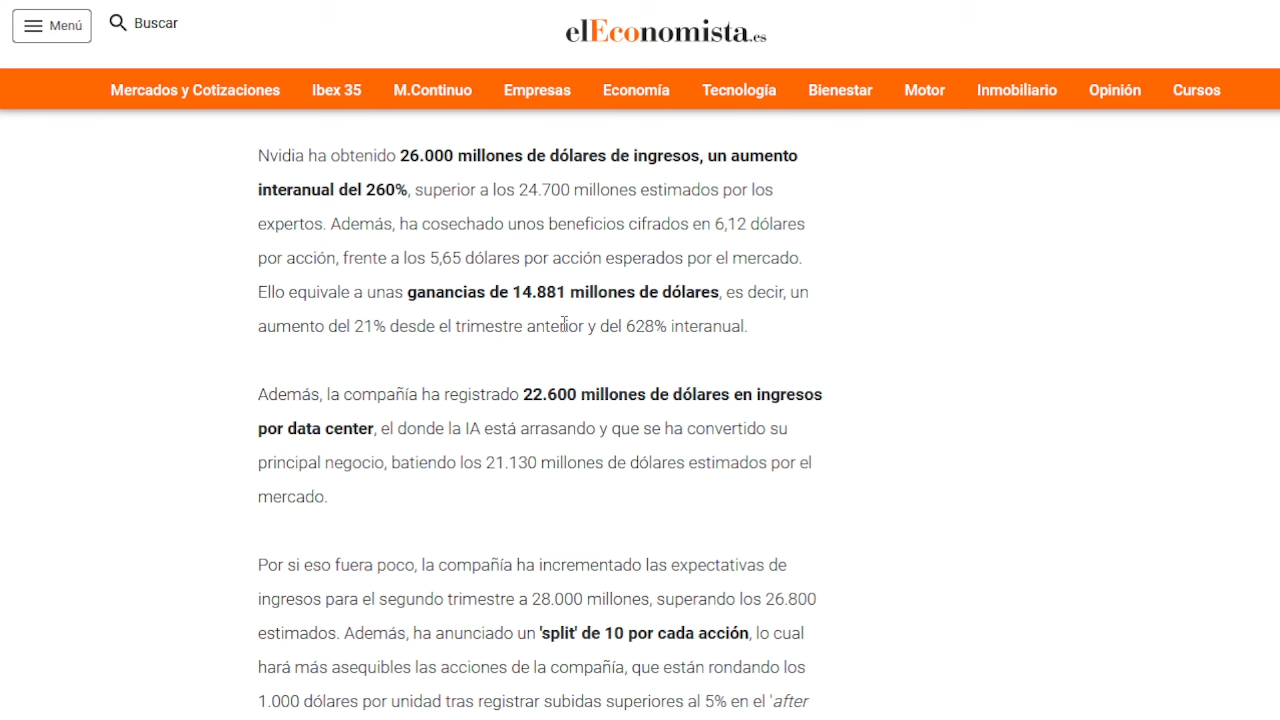 Menú
Buscar
elEconomista.es
Mercados y Cotizaciones Ibex 35 M.Continuo Empresas Economía Tecnología Bienestar Motor Inmobiliario Opinión Cursos
Nvidia ha obtenido 26.000 millones de dólares de ingresos, un aumento
interanual del 260%, superior a los 24.700 millones estimados por los
expertos. Además, ha cosechado unos beneficios cifrados en 6,12 dólares
por acción, frente a los 5,65 dólares por acción esperados por el mercado.
Ello equivale a unas ganancias de 14.881 millones de dólares, es decir, un
aumento del 21% desde el trimestre anterior y del 628% interanual.
Además, la compañía ha registrado 22.600 millones de dólares en ingresos
por data center, el donde la IA está arrasando y que se ha convertido su
principal negocio, batiendo los 21.130 millones de dólares estimados por el
mercado.
Por si eso fuera poco, la compañía ha incrementado las expectativas de
ingresos para el segundo trimestre a 28.000 millones, superando los 26.800
estimados. Además, ha anunciado un 'split' de 10 por cada acción, lo cual
hará más asequibles las acciones de la compañía, que están rondando los
1.000 dólares por unidad tras registrar subidas superiores al 5% en el 'after